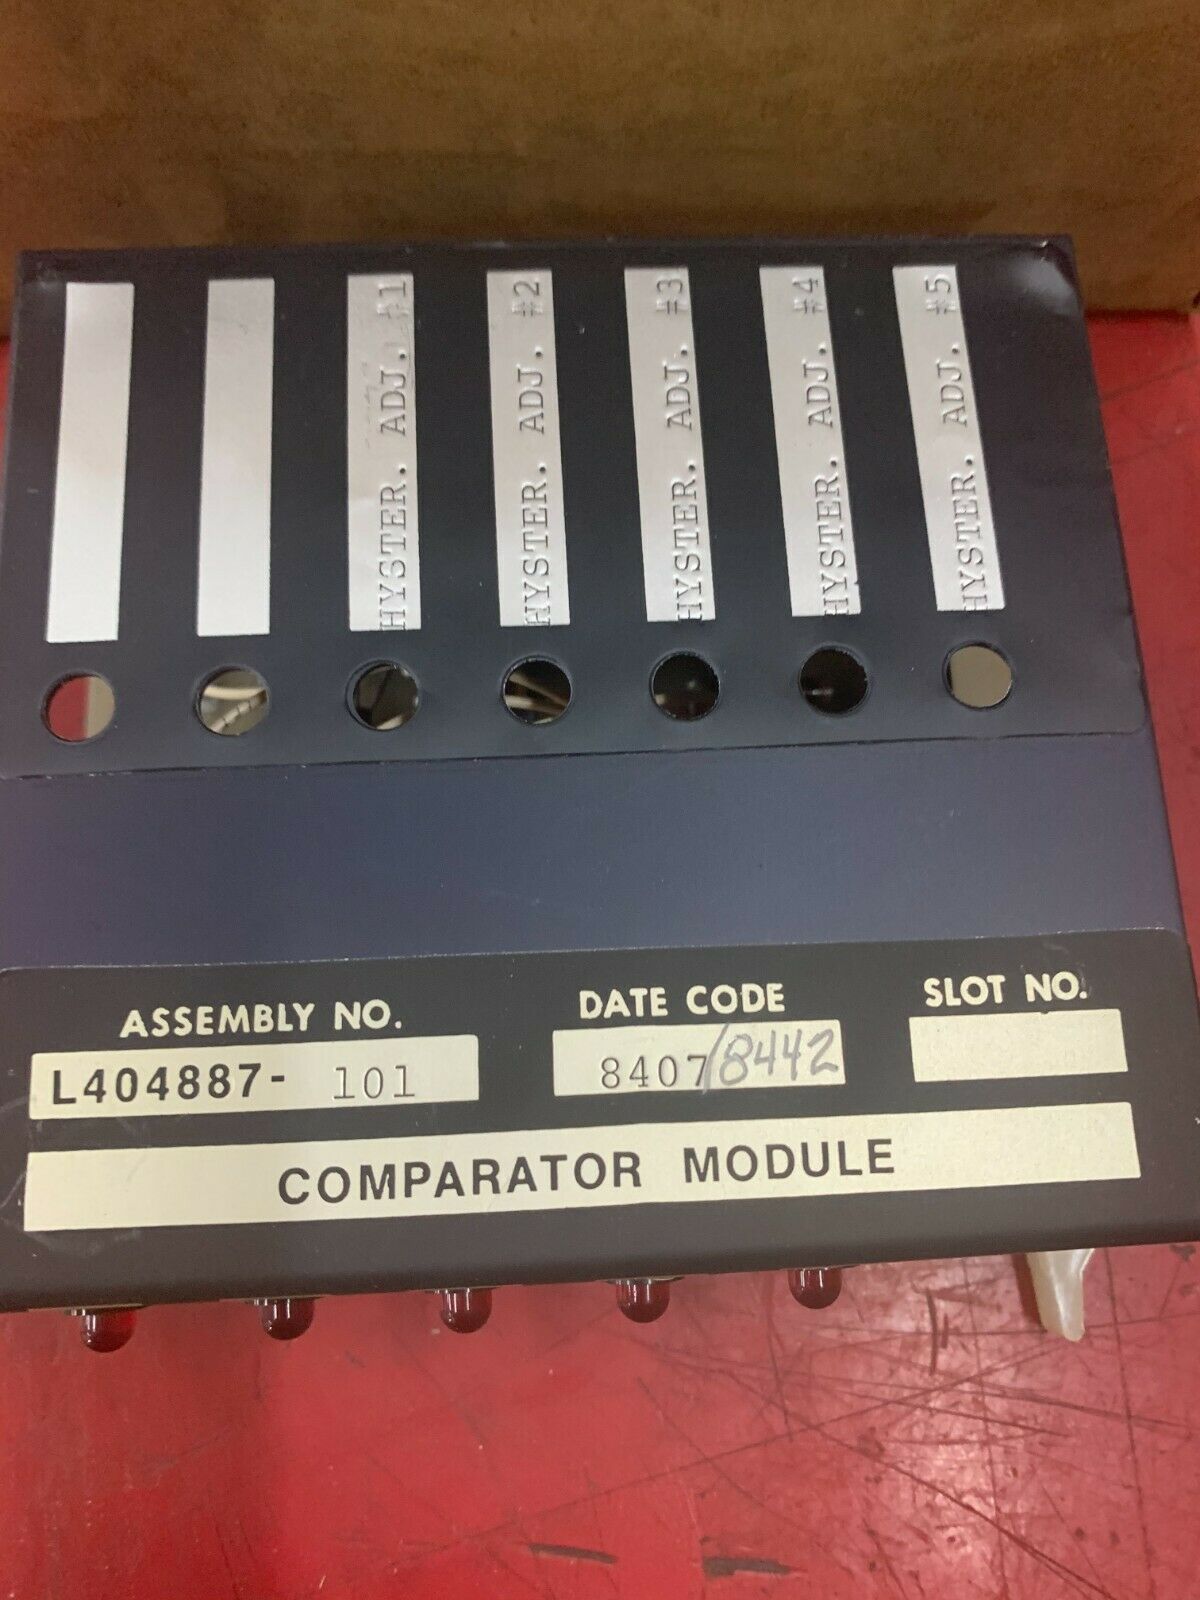 HYSTER. ADJ. #1
HYSTER. ADJ. #2
HYSTER. ADJ. #3
HYSTER. ADJ. #4
HYSTER. ADJ. #5
ASSEMBLY NO. DATE CODE SLOT NO.
L404887- 101 8407/8442
COMPARATOR MODULE